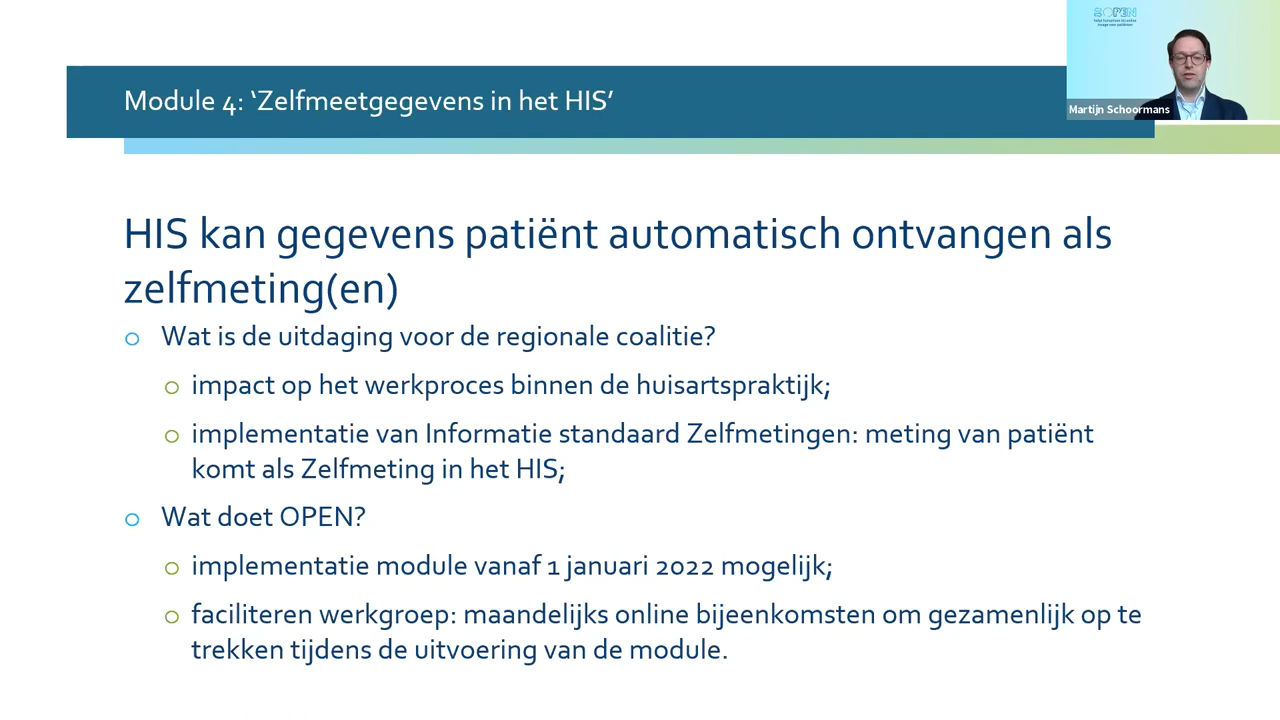 OPEN
Martijn Schoormans
Module 4: ‘Zelfmeetgegevens in het HIS’
HIS kan gegevens patiënt automatisch ontvangen als
zelfmeting(en)
o Wat is de uitdaging voor de regionale coalitie?
o impact op het werkproces binnen de huisartspraktijk;
o implementatie van Informatie standaard Zelfmetingen: meting van patiënt
komt als Zelfmeting in het HIS;
o Wat doet OPEN?
o implementatie module vanaf 1 januari 2022 mogelijk;
o faciliteren werkgroep: maandelijks online bijeenkomsten om gezamenlijk op te
trekken tijdens de uitvoering van de module.